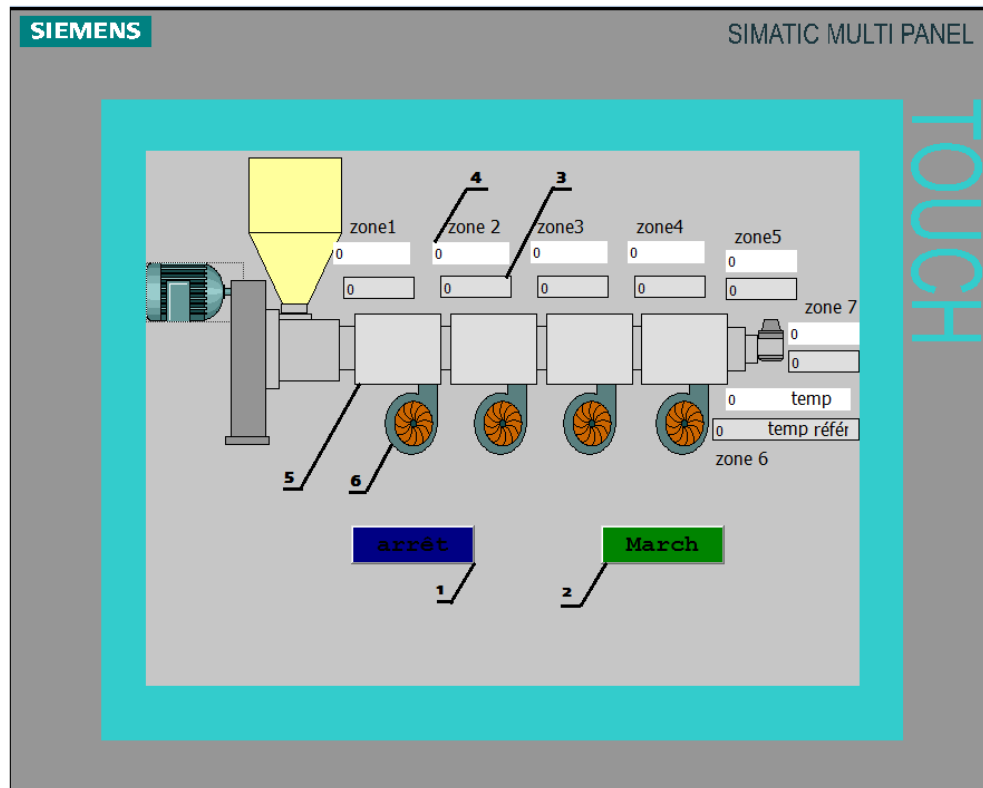 SIEMENS
SIMATIC MULTI PANEL
TOUCH
4
3
zone1
zone 2
zone3
zone4
zone5
0
0
0
0
0
0
0
0
0
0
zone 7
0
0
0 temp
0 temp référ
zone 6
5
6
arrêt
March
1
2